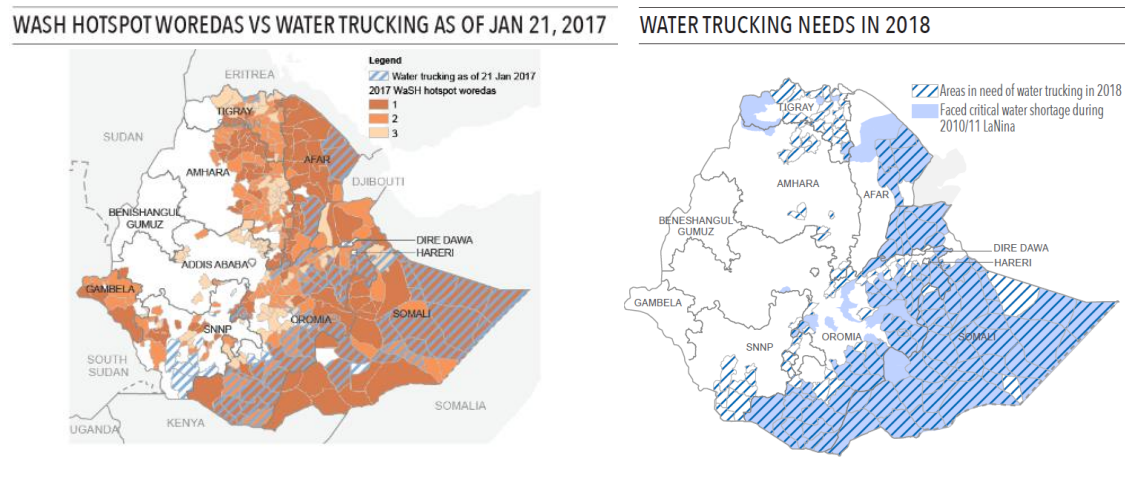 WASH HOTSPOT WOREDAS VS WATER TRUCKING AS OF JAN 21, 2017
Legend
Water trucking as of 21 Jan 2017
2017 WaSH hotspot woredas
1
2
3
ERITREA
TIGRAY
SUDAN
AFAR
AMHARA
DJIBOUTI
BENISHANGUL
GUMUZ
DIRE DAWA
HARERI
ADDIS ABABA
GAMBELA
SOMALI
OROMIA
SNNP
SOUTH
SUDAN
SOMALIA
KENYA
UGANDA
WATER TRUCKING NEEDS IN 2018
Areas in need of water trucking in 2018
Faced critical water shortage during
2010/11 LaNina
TIGRAY
AMHARA
AFAR
BENESHANGUL
GUMUZ
DIRE DAWA
HARERI
GAMBELA
SOMALI
OROMIA
SNNP